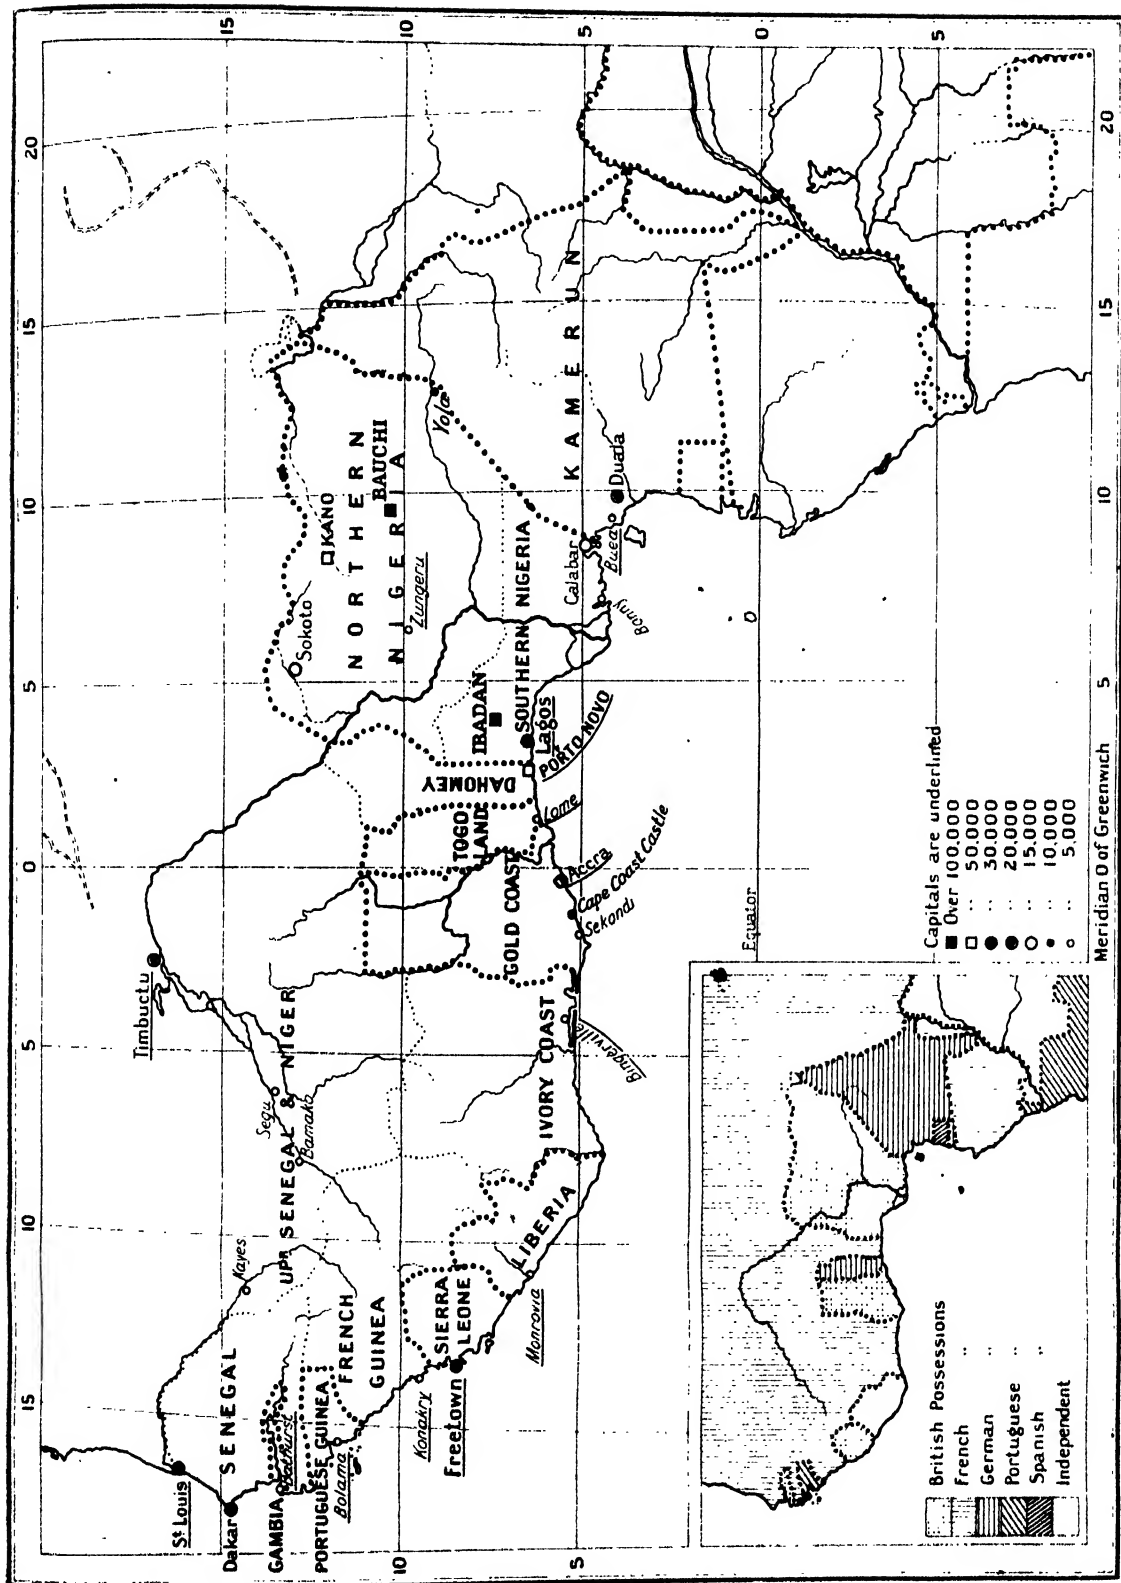 20
15
10
5
0
5
10
15
15
10
5
0
5
St. Louis
Dakar
SENEGAL
Kayes
GAMBIA
Bathurst
PORTUGUESE GUINEA
Bolama
FRENCH
GUINEA
Konakry
SIERRA
LEONE
Freetown
Monrovia
LIBERIA
UPR SENEGAL & NIGER
Segu
Bamako
Timbuctu
IVORY COAST
Bingerville
GOLD COAST
Sekondi
Cape Coast Castle
Accra
TOGO
LAND
Lome
DAHOMEY
PORTO NOVO
Lagos
IBADAN
SOUTHERN NIGERIA
Sokoto
KANO
NORTHERN
NIGERIA
BAUCHI
Zungeru
Yola
Bonny
Calabar
Buea
Duala
KAMERUN
Equator
Capitals are underlined
Over 100,000
.. 50,000
.. 30,000
.. 20,000
.. 15,000
.. 10,000
.. 5,000
5
10
15
20
Meridian 0 of Greenwich
British Possessions
French ..
German ..
Portuguese ..
Spanish ..
Independent